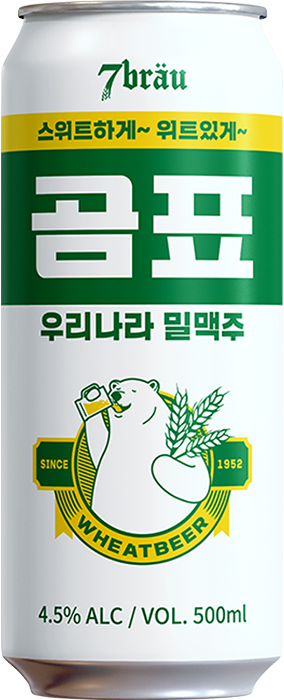 7bräu
스위트하게~ 위트있게~
곰표
우리나라 밀맥주
SINCE 1952
WHEATBEER
4.5% ALC / VOL. 500ml